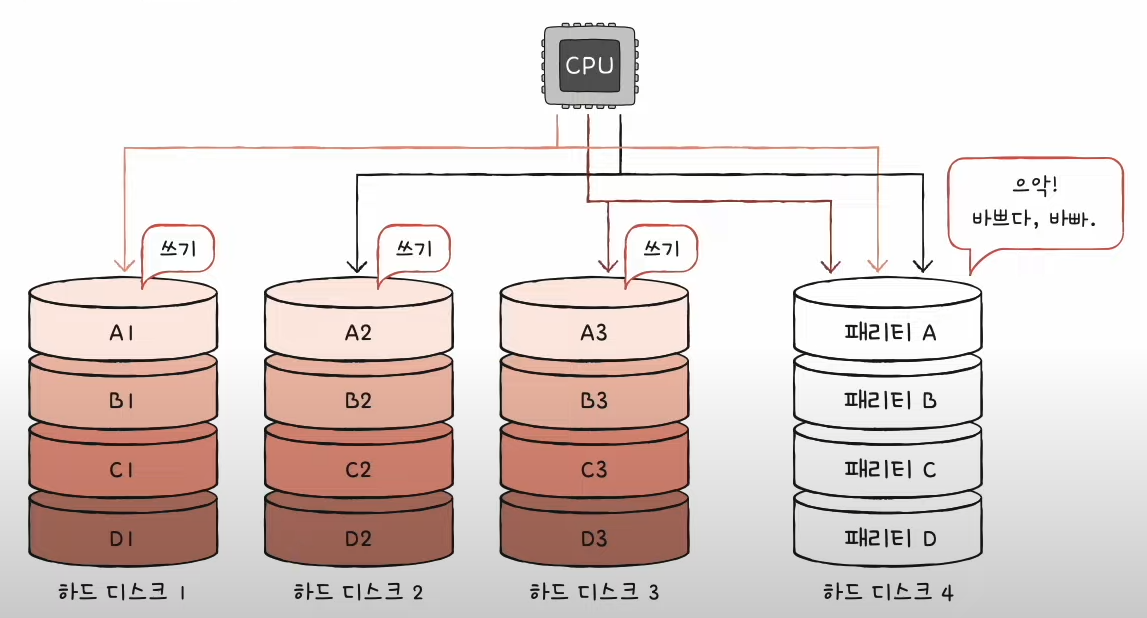 CPU
으악!
바쁘다, 바빠.
쓰기
쓰기
쓰기
A1
A2
A3
패리티 A
B1
B2
B3
패리티 B
C1
C2
C3
패리티 C
D1
D2
D3
패리티 D
하드 디스크 1
하드 디스크 2
하드 디스크 3
하드 디스크 4